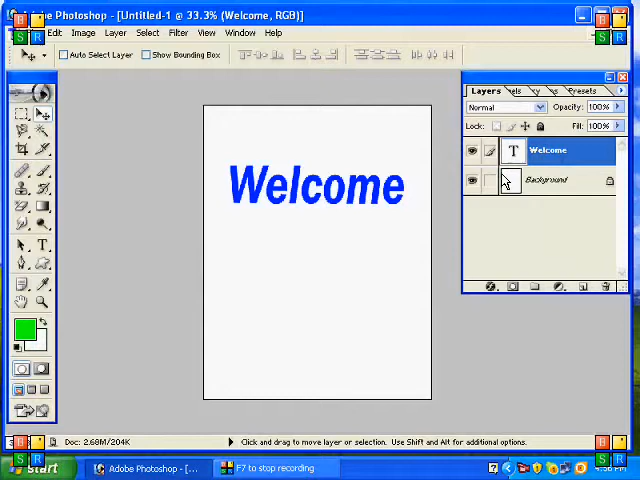 Adobe Photoshop - [Untitled-1 @ 33.3% (Welcome, RGB)]
Edit Image Layer Select Filter View Window Help
Auto Select Layer Show Bounding Box
Layers Presets
Normal Opacity: 100%
Lock: Fill: 100%
T Welcome
Background
Welcome
Doc: 2.68M/204K Click and drag to move layer or selection. Use Shift and Alt for additional options.
start Adobe Photoshop - [... F7 to stop recording
B
S R
B
S R
B
S R
B
S R